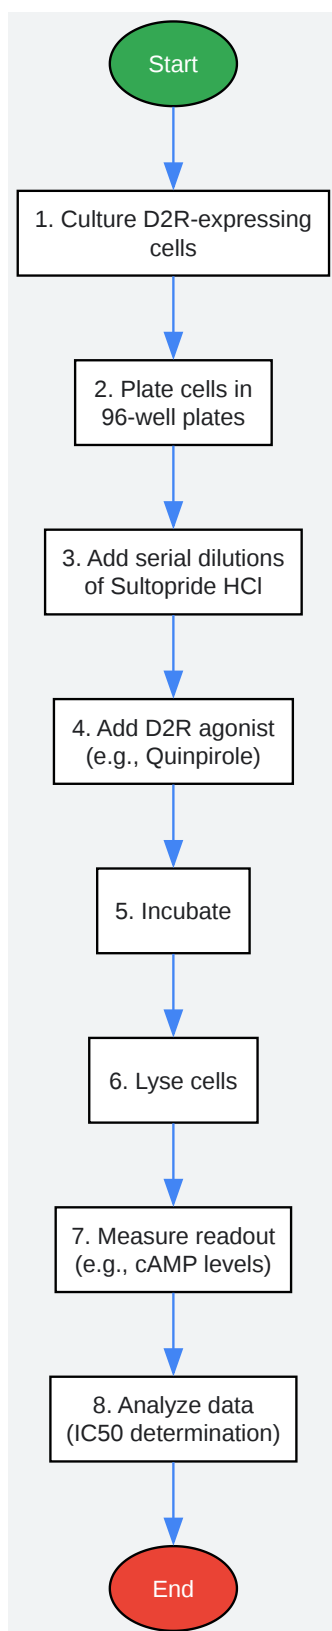 Start
1. Culture D2R-expressing
cells
2. Plate cells in
96-well plates
3. Add serial dilutions
of Sultopride HCl
4. Add D2R agonist
(e.g., Quinpirole)
5. Incubate
6. Lyse cells
7. Measure readout
(e.g., cAMP levels)
8. Analyze data
(IC50 determination)
End